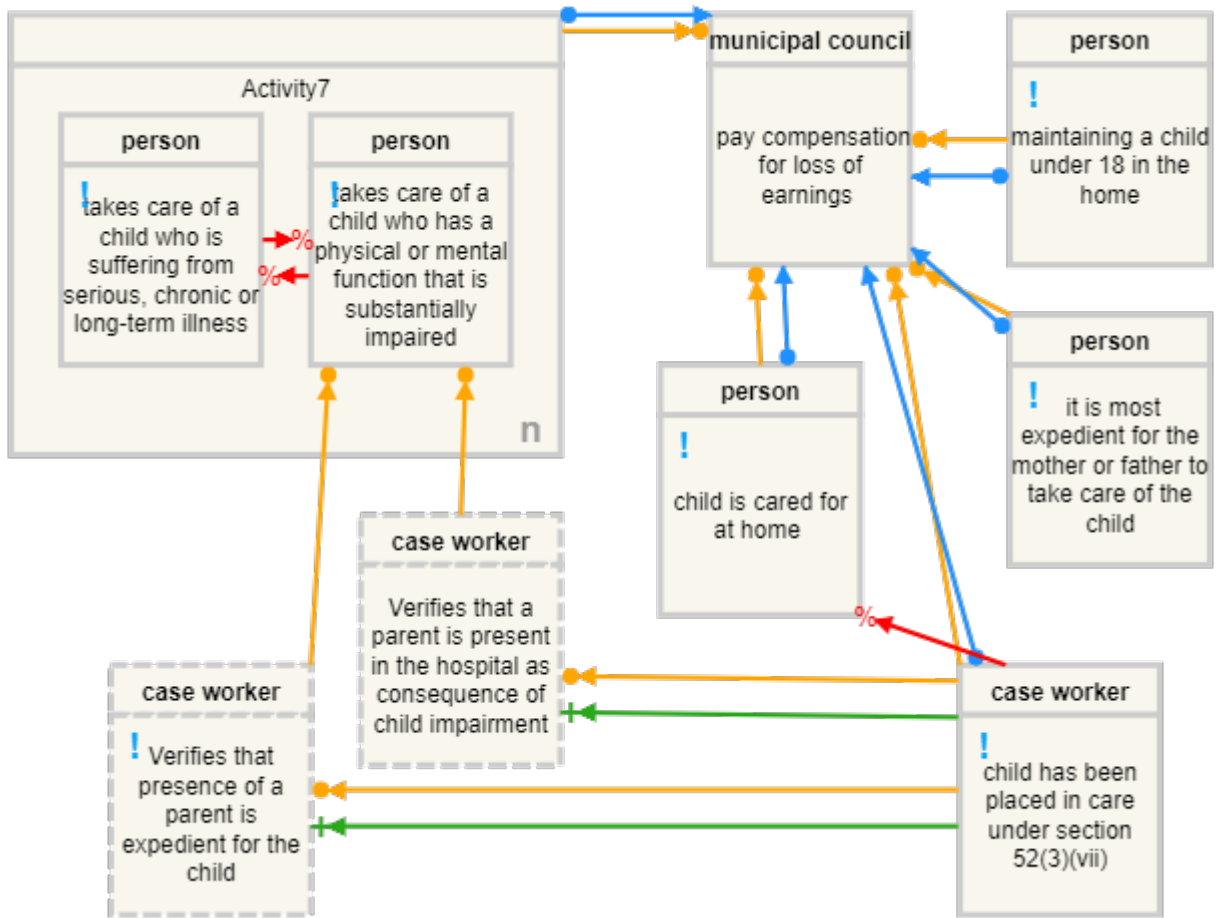 Activity7
person
!
takes care of a
child who is
suffering from
serious, chronic or
long-term illness
%
%
person
!
takes care of a
child who has a
physical or mental
function that is
substantially
impaired
n
municipal council
pay compensation
for loss of
earnings
person
!
maintaining a child
under 18 in the
home
person
!
it is most
expedient for the
mother or father to
take care of the
child
person
!
child is cared for
at home
%
case worker
Verifies that a
parent is present
in the hospital as
consequence of
child impairment
case worker
!
Verifies that
presence of a
parent is
expedient for the
child
case worker
!
child has been
placed in care
under section
52(3)(vii)